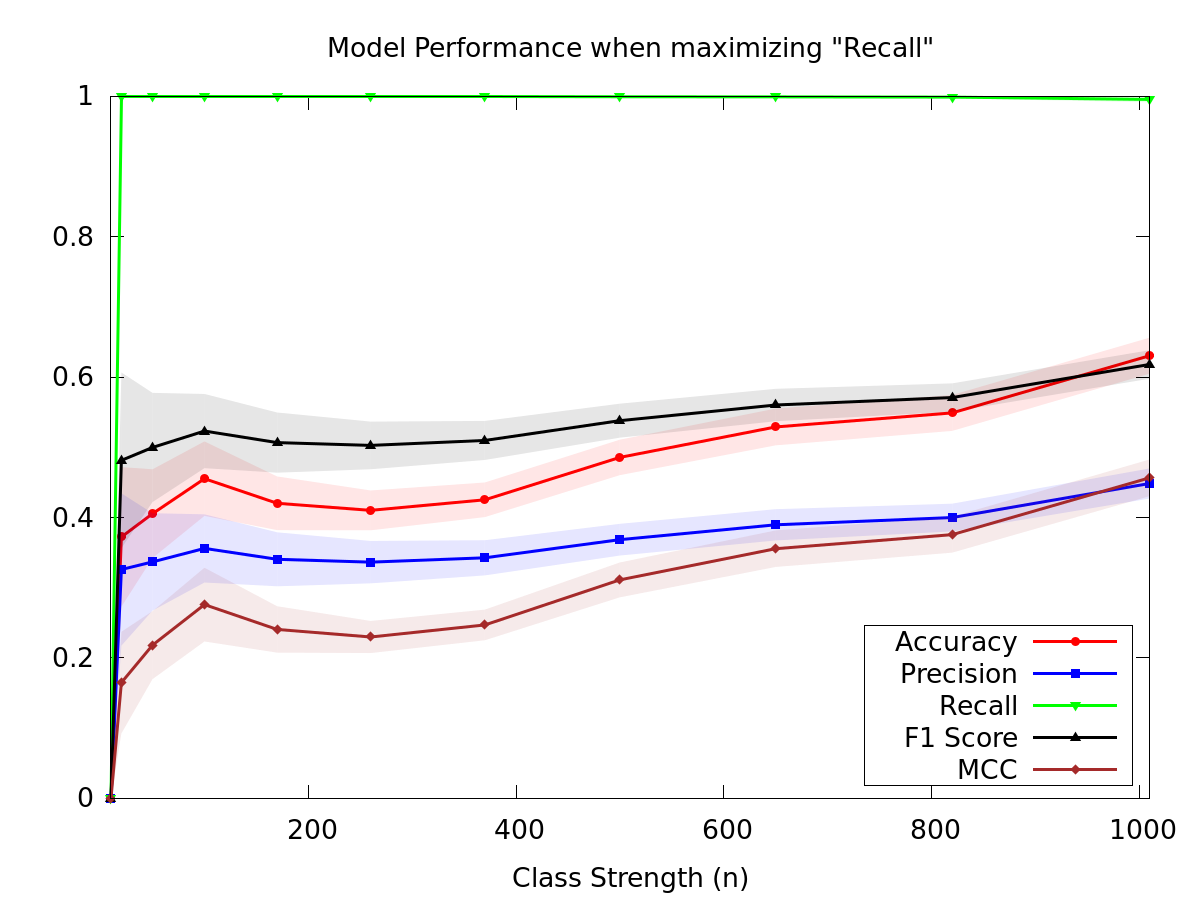 Model Performance when maximizing "Recall"
1
0.8
0.6
0.4
0.2
0
Accuracy
Precision
Recall
F1 Score
MCC
200 400 600 800 1000
Class Strength (n)